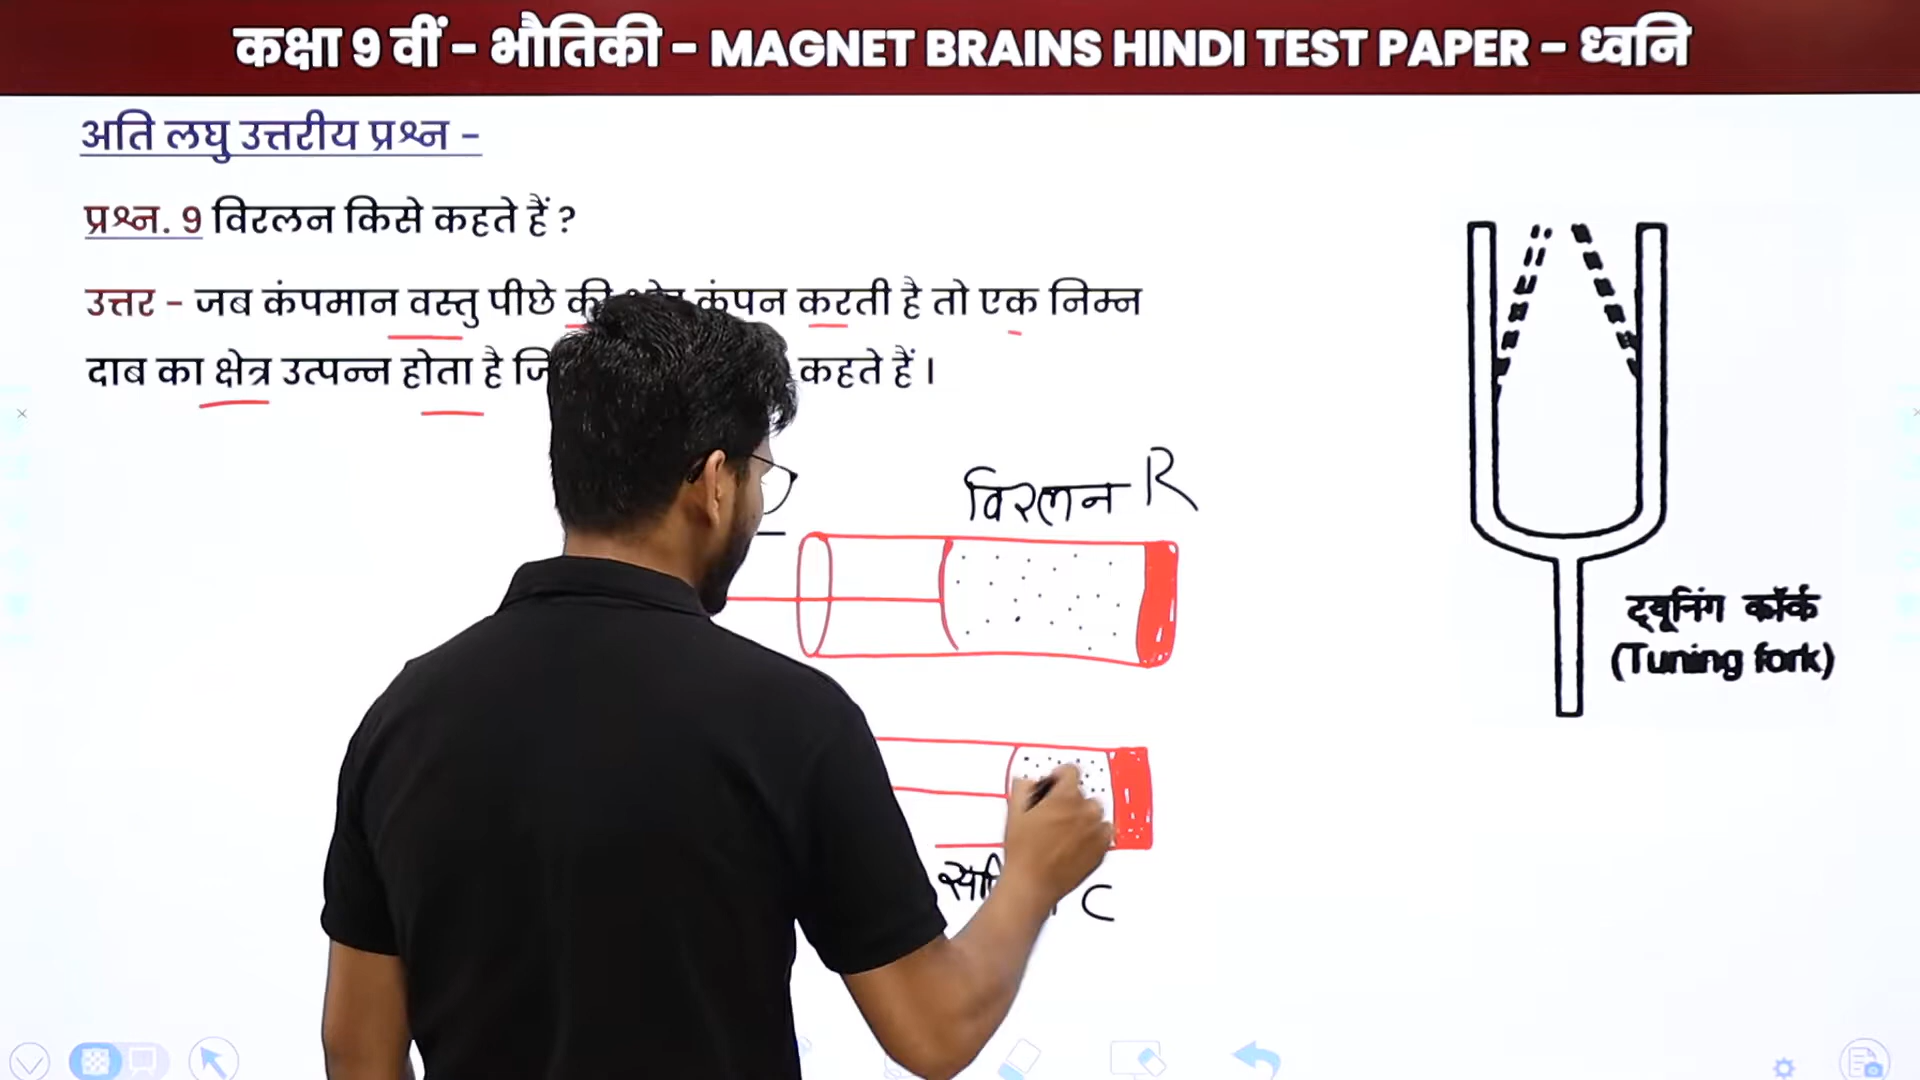 कक्षा 9 वीं – भौतिकी – MAGNET BRAINS HINDI TEST PAPER – ध्वनि
अति लघु उत्तरीय प्रश्न –
प्रश्न. 9 विरलन किसे कहते हैं ?
उत्तर - जब कंपमान वस्तु पीछे की कंपन करती है तो एक निम्न
दाब का क्षेत्र उत्पन्न होता है कहते हैं ।
विरलन R
C
ट्यूनिंग कॉर्क
(Tuning fork)